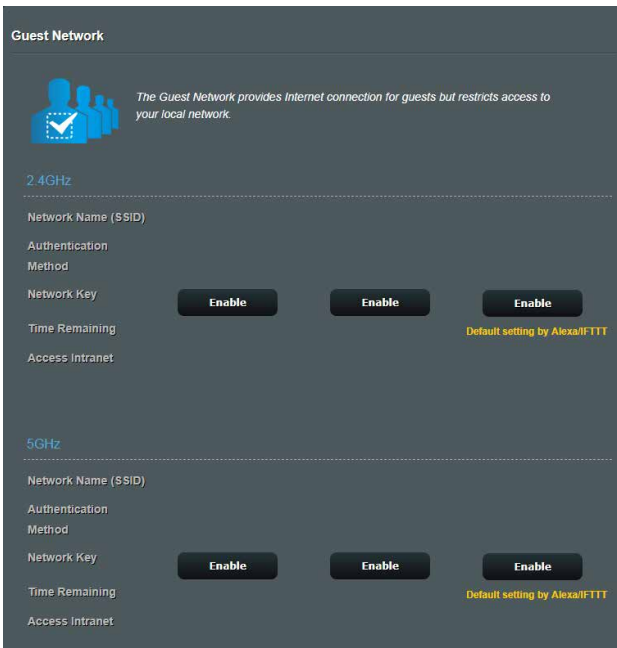 Guest Network
The Guest Network provides Internet connection for guests but restricts access to
your local network.
2.4GHz
Network Name (SSID)
Authentication
Method
Network Key
Enable Enable Enable
Time Remaining
Default setting by Alexa/IFTTT
Access Intranet
5GHz
Network Name (SSID)
Authentication
Method
Network Key
Enable Enable Enable
Time Remaining
Default setting by Alexa/IFTTT
Access Intranet